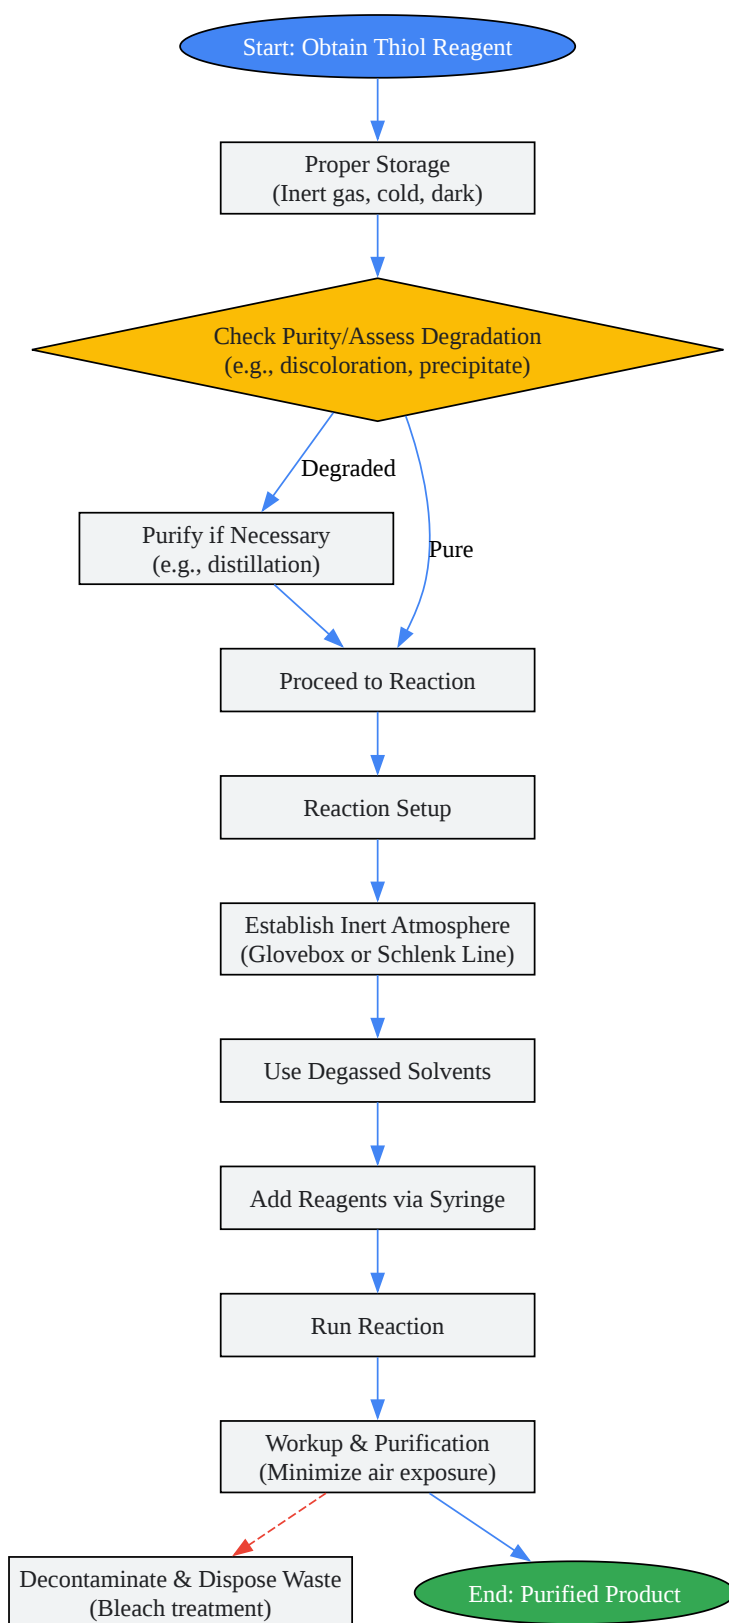 Start: Obtain Thiol Reagent
Proper Storage
(Inert gas, cold, dark)
Check Purity/Assess Degradation
(e.g., discoloration, precipitate)
Degraded
Purify if Necessary
(e.g., distillation)
Pure
Proceed to Reaction
Reaction Setup
Establish Inert Atmosphere
(Glovebox or Schlenk Line)
Use Degassed Solvents
Add Reagents via Syringe
Run Reaction
Workup & Purification
(Minimize air exposure)
Decontaminate & Dispose Waste
(Bleach treatment)
End: Purified Product